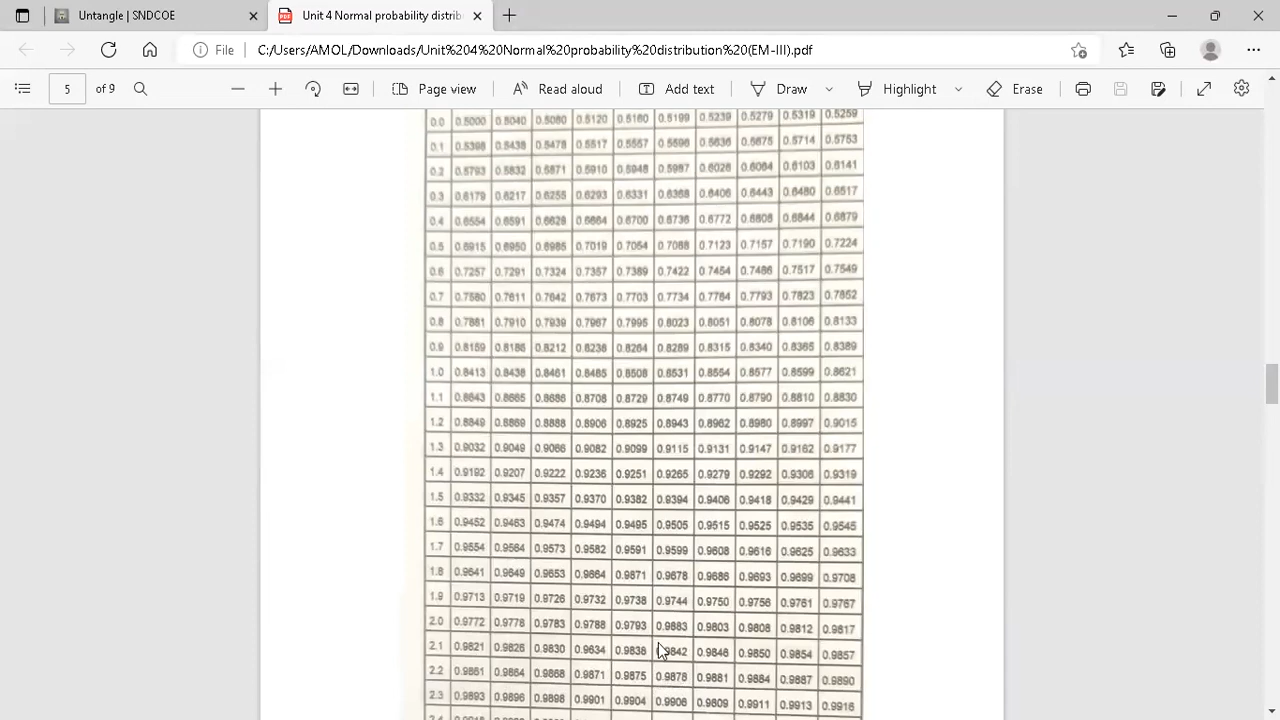 Untangle | SNDCOE
Unit 4 Normal probability distrib
File C:/Users/AMOL/Downloads/Unit%204%20Normal%20probability%20distribution%20(EM-III).pdf
5 of 9 Page view Read aloud Add text Draw Highlight Erase
0.0 0.5000 0.5040 0.5080 0.5120 0.5160 0.5199 0.5239 0.5279 0.5319 0.5259
0.1 0.5398 0.5438 0.5478 0.5517 0.5557 0.5596 0.5636 0.5675 0.5714 0.5753
0.2 0.5793 0.5832 0.5871 0.5910 0.5948 0.5987 0.6026 0.6064 0.6103 0.6141
0.3 0.6179 0.6217 0.6255 0.6293 0.6331 0.6368 0.6406 0.6443 0.6480 0.6517
0.4 0.6554 0.6591 0.6628 0.6664 0.6700 0.6736 0.6772 0.6808 0.6844 0.6879
0.5 0.6915 0.6950 0.6985 0.7019 0.7054 0.7088 0.7123 0.7157 0.7190 0.7224
0.6 0.7257 0.7291 0.7324 0.7357 0.7389 0.7422 0.7454 0.7486 0.7517 0.7549
0.7 0.7580 0.7611 0.7642 0.7673 0.7703 0.7734 0.7764 0.7793 0.7823 0.7852
0.8 0.7881 0.7910 0.7939 0.7967 0.7995 0.8023 0.8051 0.8078 0.8106 0.8133
0.9 0.8159 0.8186 0.8212 0.8238 0.8264 0.8289 0.8315 0.8340 0.8365 0.8389
1.0 0.8413 0.8438 0.8461 0.8485 0.8508 0.8531 0.8554 0.8577 0.8599 0.8621
1.1 0.8643 0.8665 0.8686 0.8708 0.8729 0.8749 0.8770 0.8790 0.8810 0.8830
1.2 0.8849 0.8869 0.8888 0.8906 0.8925 0.8943 0.8962 0.8980 0.8997 0.9015
1.3 0.9032 0.9049 0.9066 0.9082 0.9099 0.9115 0.9131 0.9147 0.9162 0.9177
1.4 0.9192 0.9207 0.9222 0.9236 0.9251 0.9265 0.9279 0.9292 0.9306 0.9319
1.5 0.9332 0.9345 0.9357 0.9370 0.9382 0.9394 0.9406 0.9418 0.9429 0.9441
1.6 0.9452 0.9463 0.9474 0.9494 0.9495 0.9505 0.9515 0.9525 0.9535 0.9545
1.7 0.9554 0.9564 0.9573 0.9582 0.9591 0.9599 0.9608 0.9616 0.9625 0.9633
1.8 0.9641 0.9649 0.9653 0.9664 0.9871 0.9678 0.9686 0.9693 0.9699 0.9706
1.9 0.9713 0.9719 0.9726 0.9732 0.9738 0.9744 0.9750 0.9756 0.9761 0.9767
2.0 0.9772 0.9778 0.9783 0.9788 0.9793 0.9883 0.9803 0.9808 0.9812 0.9817
2.1 0.9821 0.9826 0.9830 0.9634 0.9838 0.9846 0.9850 0.9854 0.9857
2.2 0.9861 0.9864 0.9868 0.9871 0.9875 0.9878 0.9881 0.9884 0.9887 0.9890
2.3 0.9893 0.9896 0.9898 0.9901 0.9904 0.9906 0.9809 0.9911 0.9913 0.9916